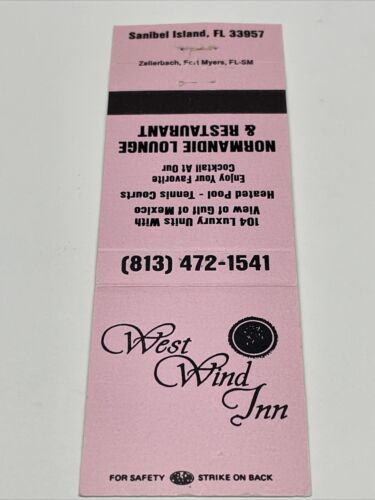 Sanibel Island, FL 33957
Zellerbach, Fort Myers, FL-SM
104 Luxury Units With
View of Gulf of Mexico
Heated Pool - Tennis Courts
Enjoy Your Favorite
Cocktail At Our
NORMANDIE LOUNGE
& RESTAURANT
(813) 472-1541
West
Wind
Inn
FOR SAFETY STRIKE ON BACK